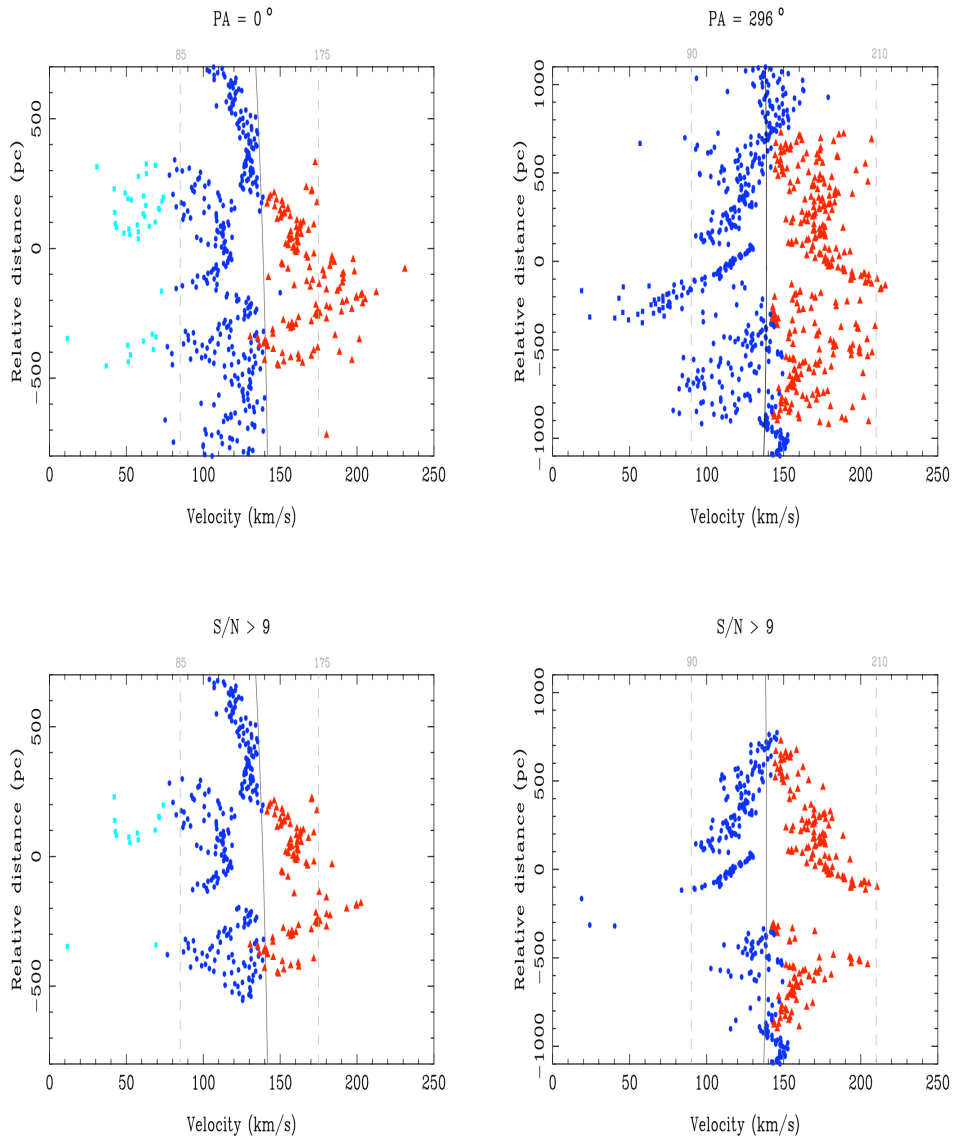 PA = 0 °
85 175
500
0
−500
Relative distance (pc)
0 50 100 150 200 250
Velocity (km/s)
PA = 296 °
90 210
1000
500
0
−500
−1000
Relative distance (pc)
0 50 100 150 200 250
Velocity (km/s)
S/N > 9
85 175
500
0
−500
Relative distance (pc)
0 50 100 150 200 250
Velocity (km/s)
S/N > 9
90 210
1000
500
0
−500
−1000
Relative distance (pc)
0 50 100 150 200 250
Velocity (km/s)